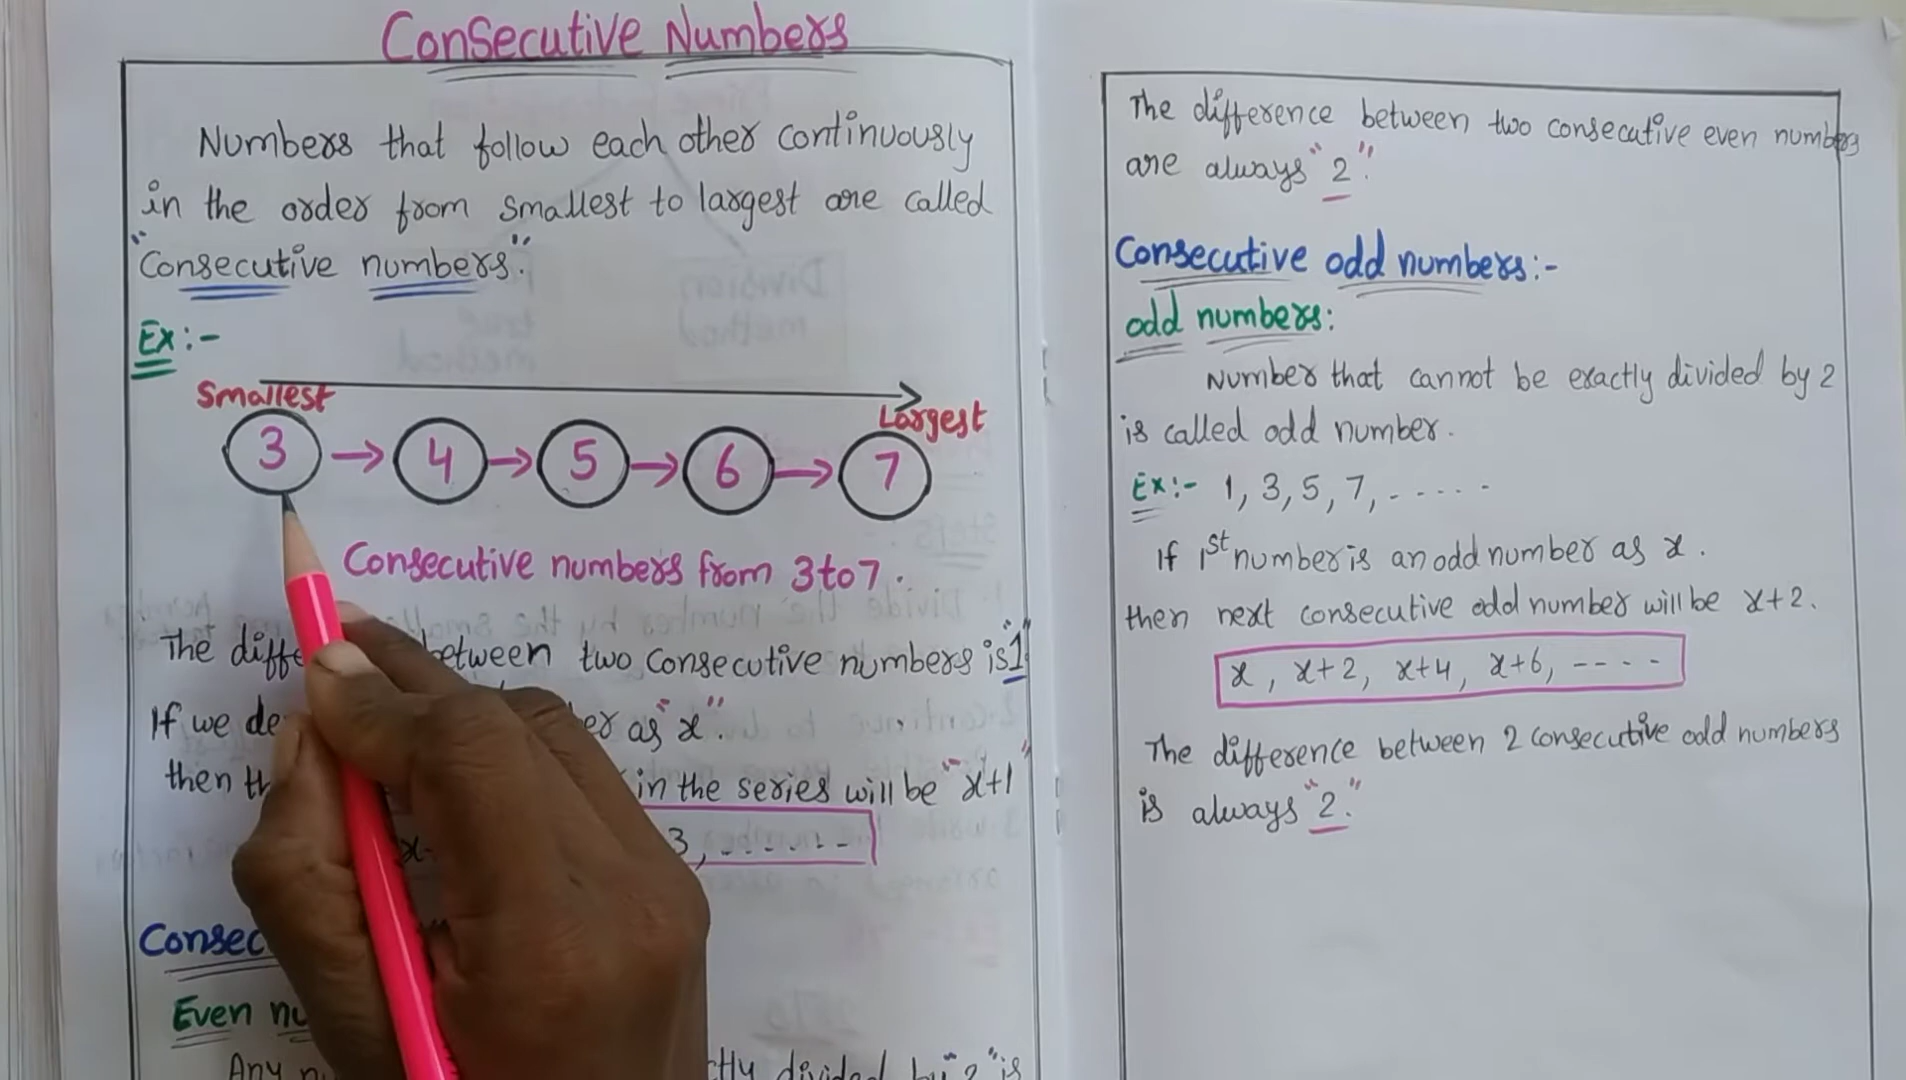 Consecutive Numbers
Numbers that follow each other continuously
in the order from smallest to largest are called
"Consecutive numbers".
Ex:-
Smallest
Largest
3 → 4 → 5 → 6 → 7
Consecutive numbers from 3 to 7.
The between two consecutive numbers is "1"
If we as "x".
then in the series will be "x+1"
3, ......
Even
Any divided by "2" is
The difference between two consecutive even numbers
are always "2".
Consecutive odd numbers:-
odd numbers:
Number that cannot be exactly divided by 2
is called odd number.
Ex:- 1, 3, 5, 7, .....
If 1st number is an odd number as x.
then next consecutive odd number will be x+2.
x, x+2, x+4, x+6, ----
The difference between 2 consecutive odd numbers
is always "2."